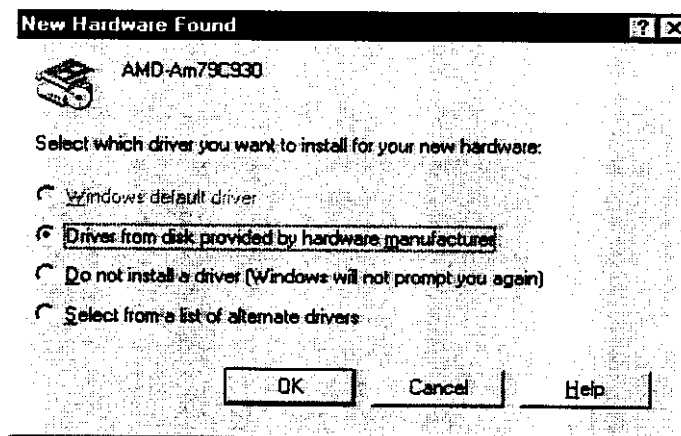 New Hardware Found
AMD-Am79C930
Select which driver you want to install for your new hardware:
Windows default driver
Driver from disk provided by hardware manufacturer
Do not install a driver (Windows will not prompt you again)
Select from a list of alternate drivers
OK Cancel Help